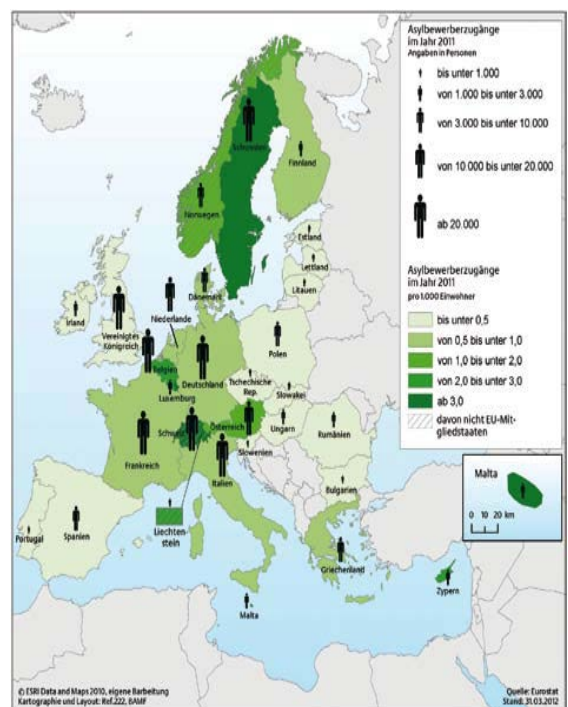 Asylbewerberzugänge
im Jahr 2011
Angaben in Personen
bis unter 1.000
von 1.000 bis unter 3.000
von 3.000 bis unter 10.000
von 10.000 bis unter 20.000
ab 20.000
Asylbewerberzugänge
im Jahr 2011
pro 1.000 Einwohner
bis unter 0,5
von 0,5 bis unter 1,0
von 1,0 bis unter 2,0
von 2,0 bis unter 3,0
ab 3,0
davon nicht EU-Mit-
gliedstaaten
Schweden
Finnland
Norwegen
Estland
Lettland
Litauen
Dänemark
Irland
Vereinigtes
Königreich
Niederlande
Belgien
Luxemburg
Deutschland
Polen
Tschechische
Rep.
Slowakei
Österreich
Ungarn
Rumänien
Schweiz
Frankreich
Italien
Slowenien
Bulgarien
Liechten-
stein
Portugal
Spanien
Griechenland
Malta
Zypern
Malta
0 10 20 km
© ESRI Data and Maps 2010, eigene Barbeitung
Kartographie und Layout: Ref.222, BAMF
Quelle: Eurostat
Stand: 31.03.2012